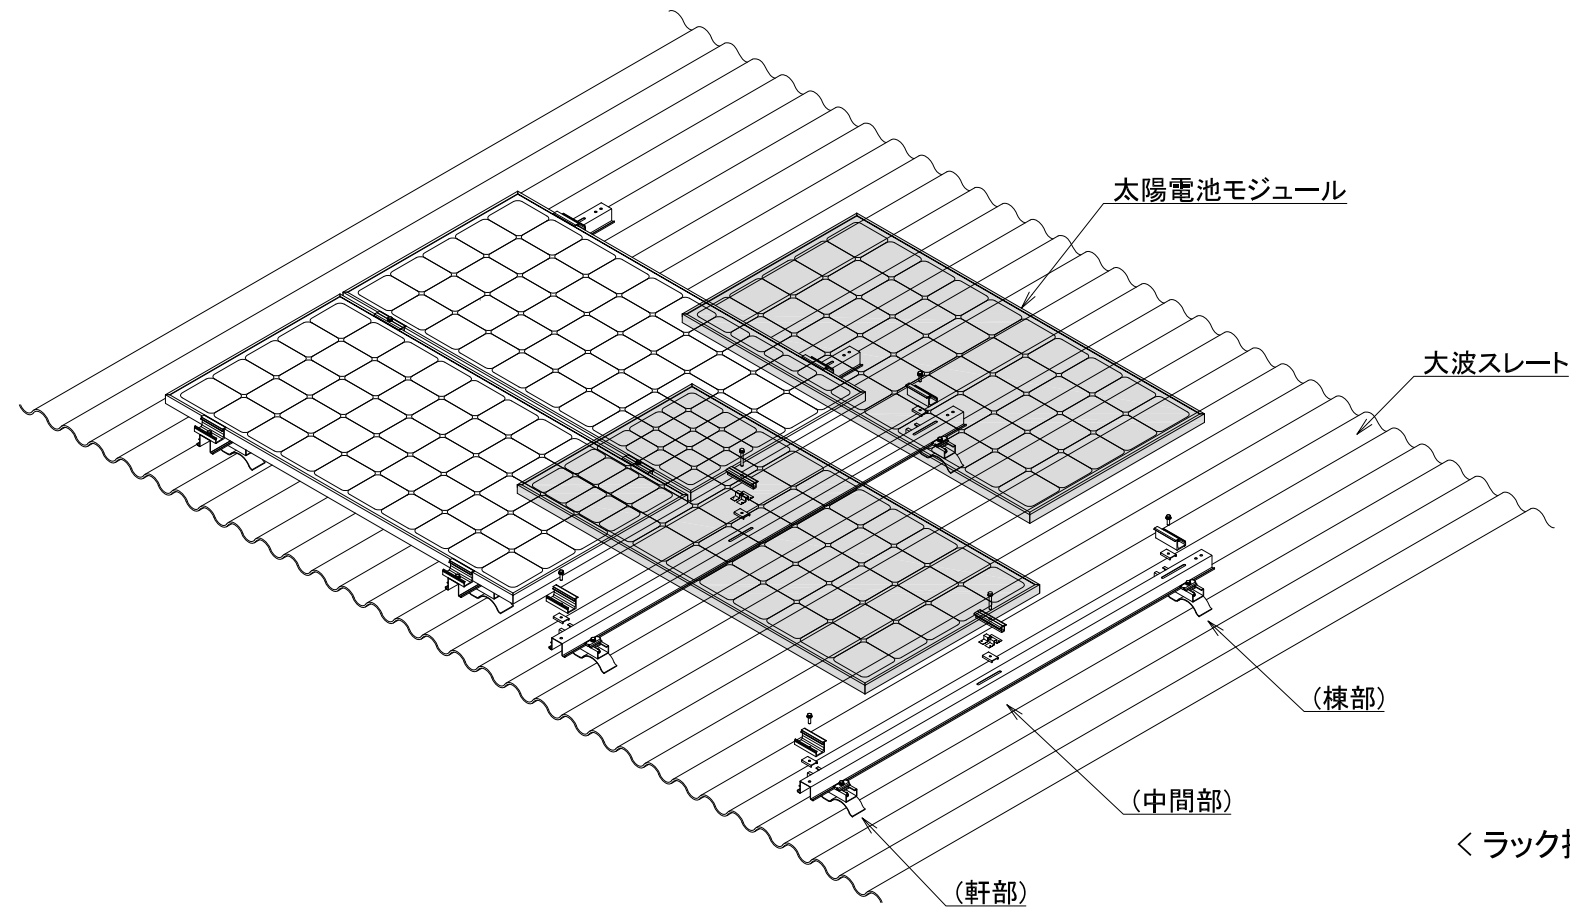 太陽電池モジュール
大波スレート
(棟部)
(中間部)
<ラック
(軒部)